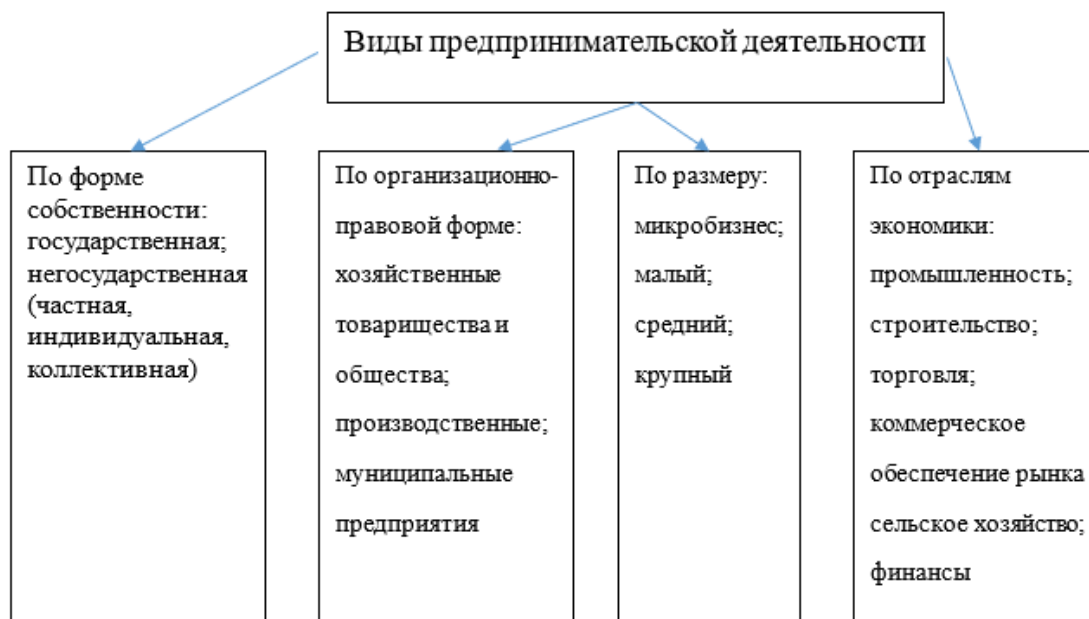 Виды предпринимательской деятельности
По форме
собственности:
государственная;
негосударственная
(частная,
индивидуальная,
коллективная)
По организационно-
правовой форме:
хозяйственные
товарищества и
общества;
производственные;
муниципальные
предприятия
По размеру:
микробизнес;
малый;
средний;
крупный
По отраслям
экономики:
промышленность;
строительство;
торговля;
коммерческое
обеспечение рынка
сельское хозяйство;
финансы